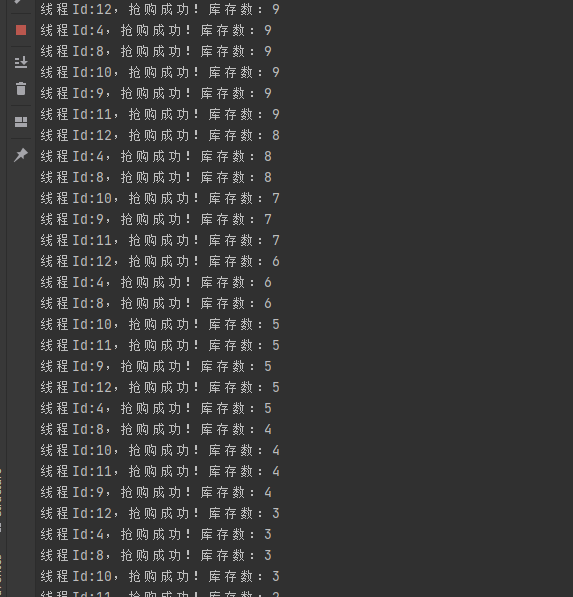 线程Id:12，抢购成功！库存数：9
线程Id:4，抢购成功！库存数：9
线程Id:8，抢购成功！库存数：9
线程Id:10，抢购成功！库存数：9
线程Id:9，抢购成功！库存数：9
线程Id:11，抢购成功！库存数：9
线程Id:12，抢购成功！库存数：8
线程Id:4，抢购成功！库存数：8
线程Id:8，抢购成功！库存数：8
线程Id:10，抢购成功！库存数：7
线程Id:9，抢购成功！库存数：7
线程Id:11，抢购成功！库存数：7
线程Id:12，抢购成功！库存数：6
线程Id:4，抢购成功！库存数：6
线程Id:8，抢购成功！库存数：6
线程Id:10，抢购成功！库存数：5
线程Id:11，抢购成功！库存数：5
线程Id:9，抢购成功！库存数：5
线程Id:12，抢购成功！库存数：5
线程Id:4，抢购成功！库存数：5
线程Id:8，抢购成功！库存数：4
线程Id:10，抢购成功！库存数：4
线程Id:11，抢购成功！库存数：4
线程Id:9，抢购成功！库存数：4
线程Id:12，抢购成功！库存数：3
线程Id:4，抢购成功！库存数：3
线程Id:8，抢购成功！库存数：3
线程Id:10，抢购成功！库存数：3
线程Id:11，抢购成功！库存数：2